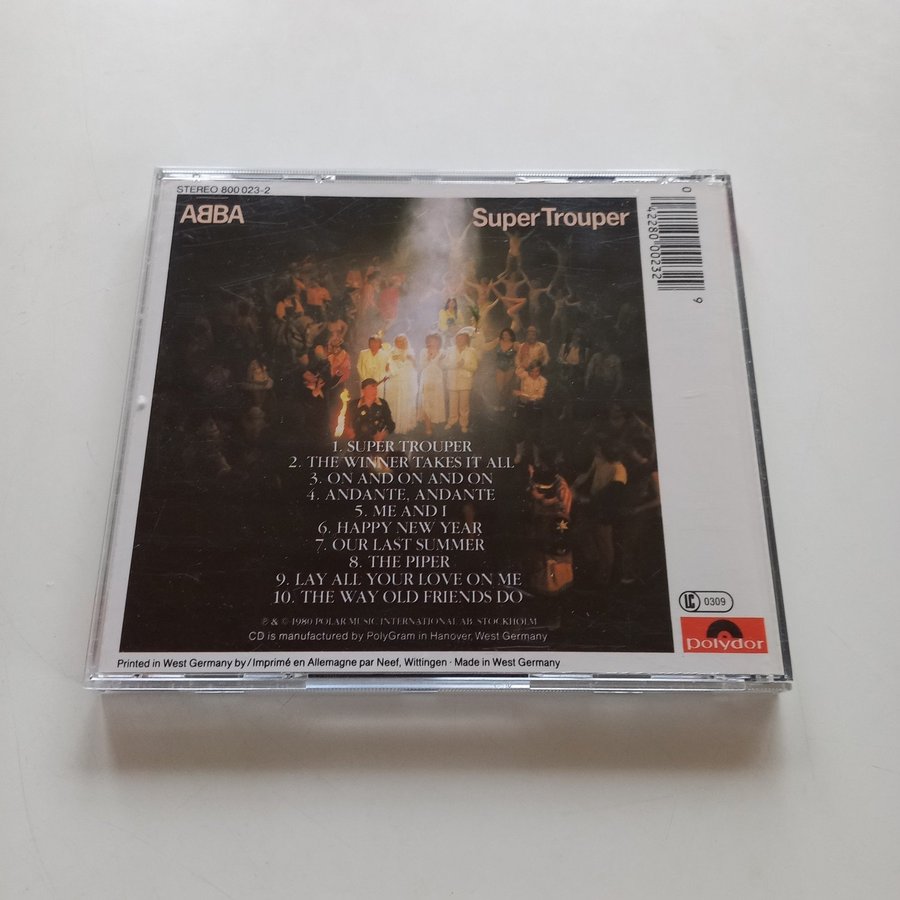 STEREO 800 023-2
ABBA
Super Trouper
1. SUPER TROUPER
2. THE WINNER TAKES IT ALL
3. ON AND ON AND ON
4. ANDANTE, ANDANTE
5. ME AND I
6. HAPPY NEW YEAR
7. OUR LAST SUMMER
8. THE PIPER
9. LAY ALL YOUR LOVE ON ME
10. THE WAY OLD FRIENDS DO
℗ & © 1980 POLAR MUSIC INTERNATIONAL AB, STOCKHOLM
CD is manufactured by PolyGram in Hanover, West Germany
Printed in West Germany by / Imprimé en Allemagne par Neef, Wittingen · Made in West Germany
0 42280 00232 9
LC 0309
polydor